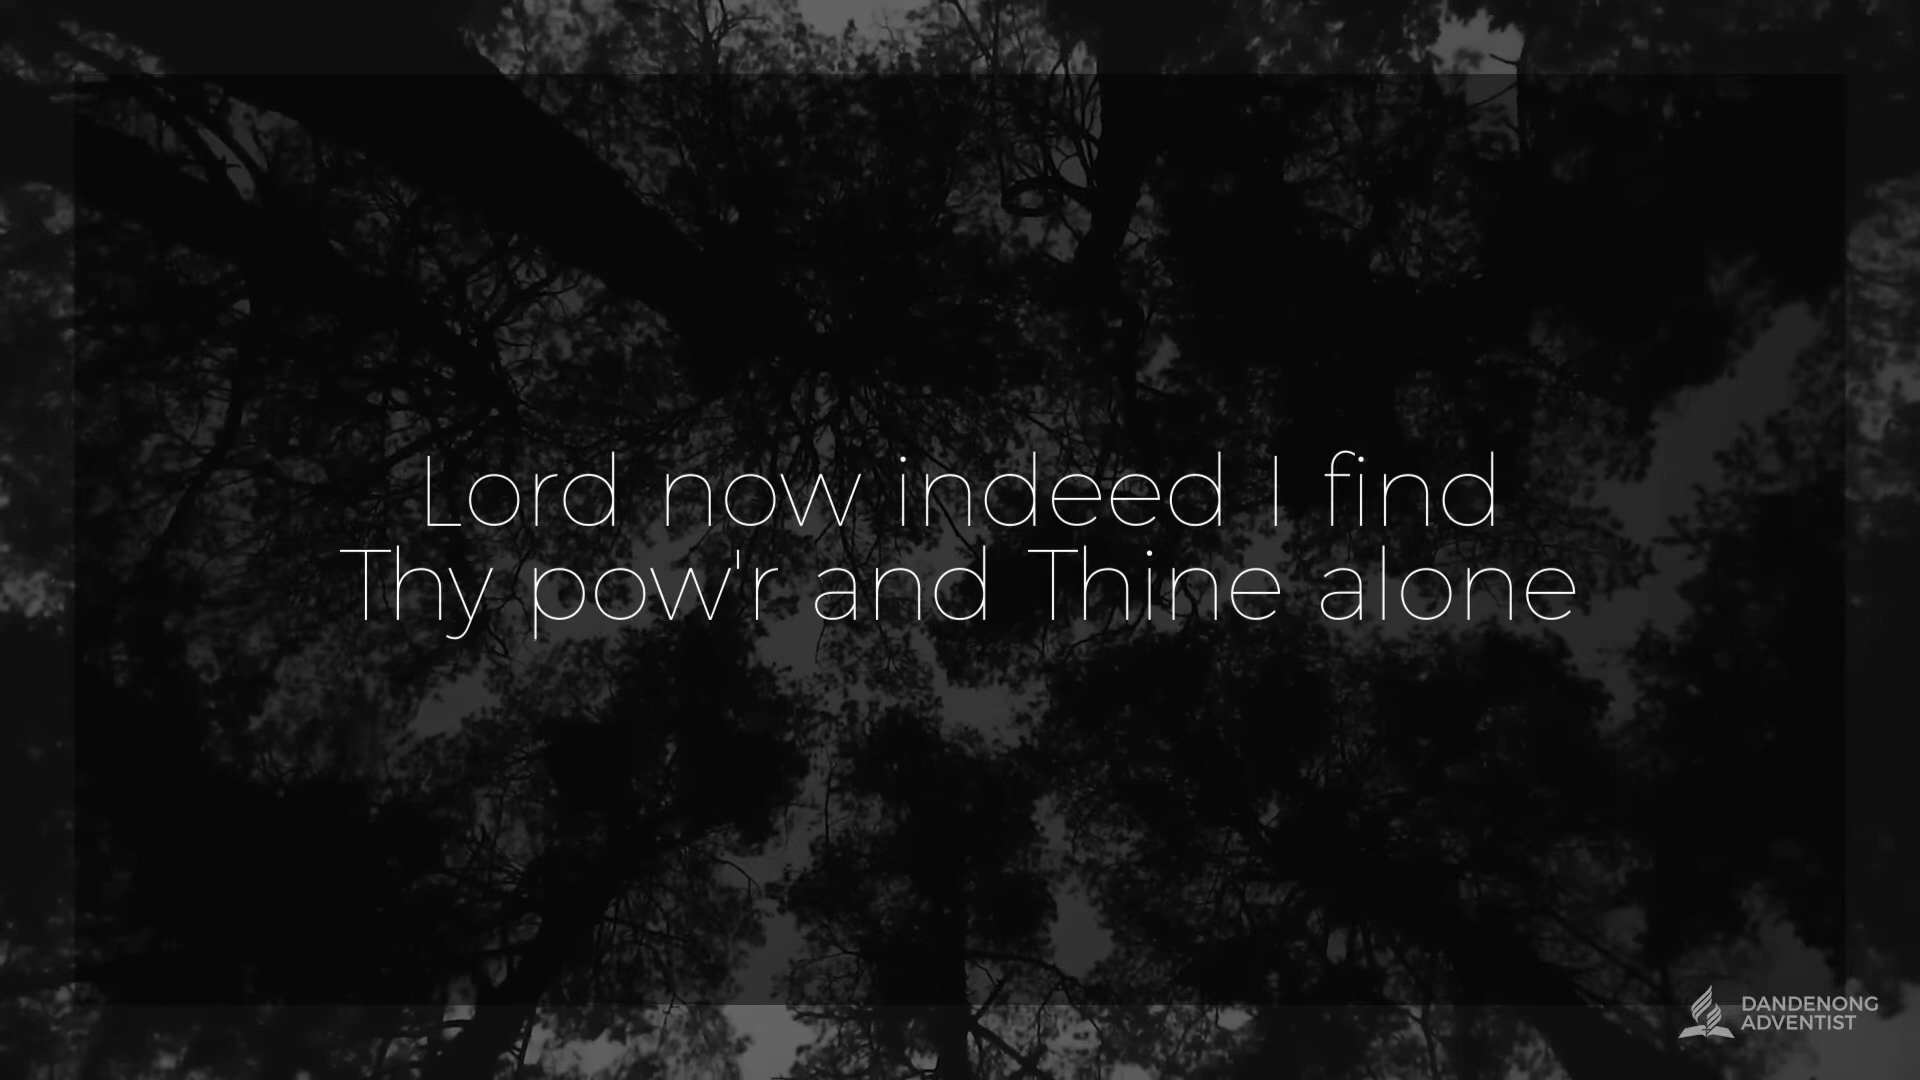 Lord now indeed I find
Thy pow'r and Thine alone
DANDENONG
ADVENTIST